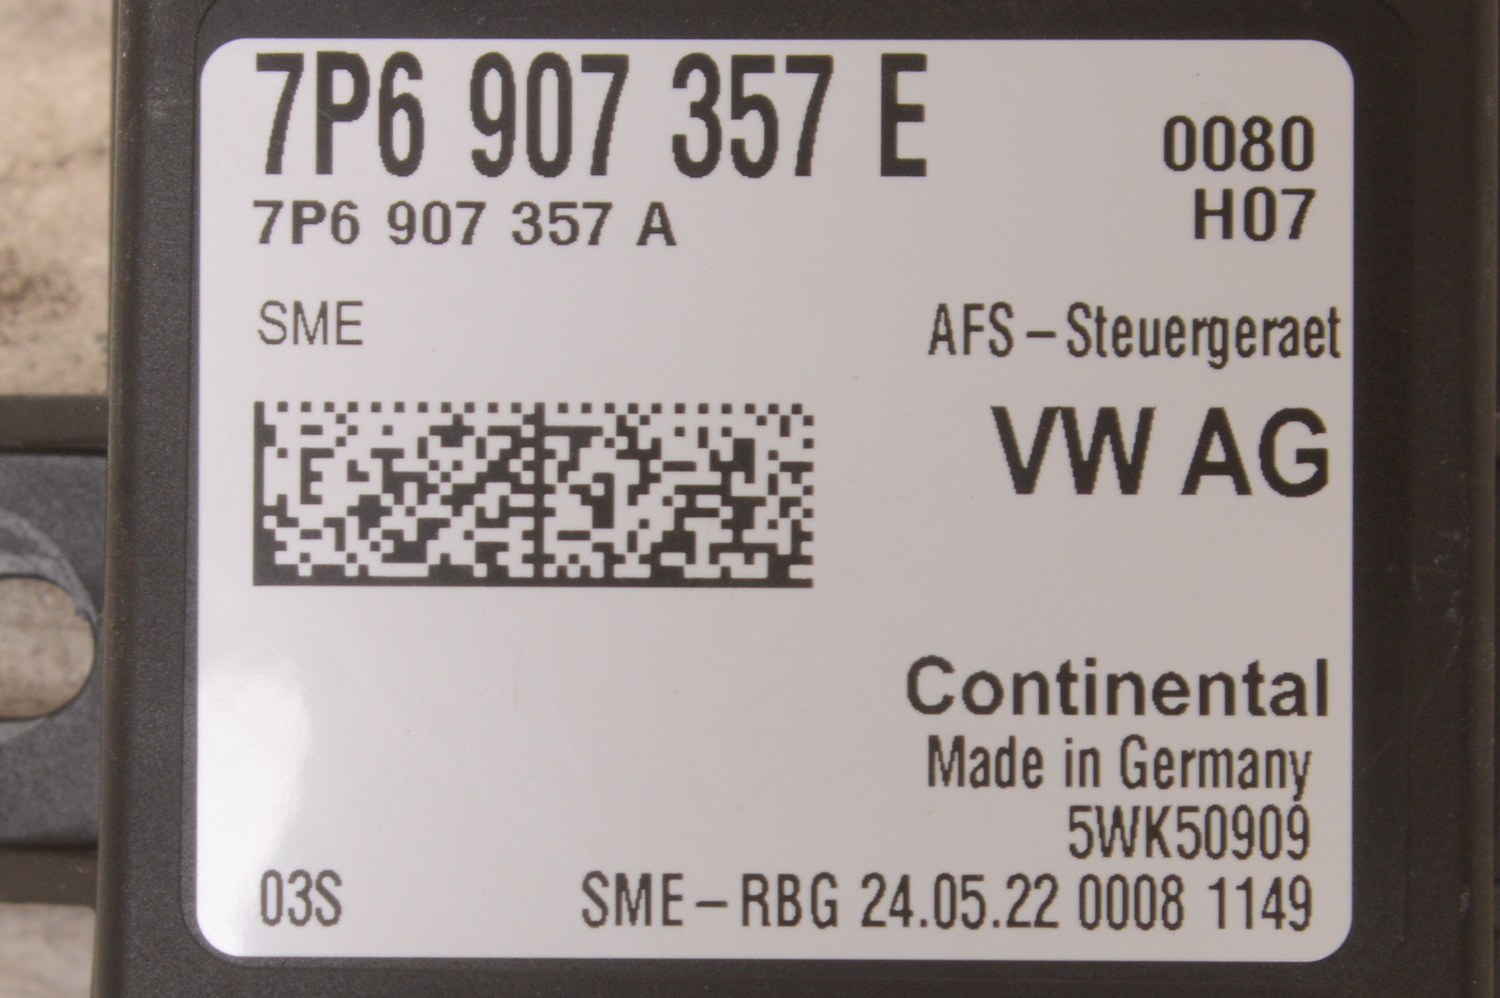 7P6 907 357 E
0080
7P6 907 357 A
H07
SME
AFS-Steuergeraet
VW AG
Continental
Made in Germany
5WK50909
03S
SME-RBG 24.05.22 0008 1149